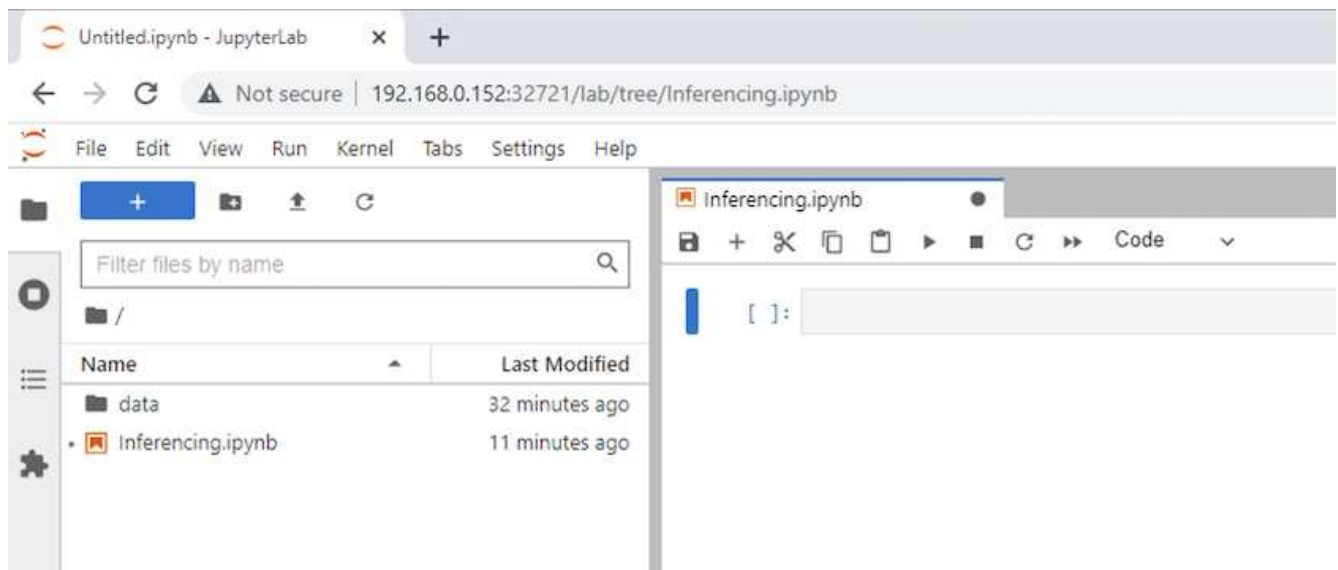 Untitled.ipynb - JupyterLab
Not secure | 192.168.0.152:32721/lab/tree/Inferencing.ipynb
File Edit View Run Kernel Tabs Settings Help
Filter files by name
/
Name Last Modified
data 32 minutes ago
Inferencing.ipynb 11 minutes ago
Inferencing.ipynb
Code
[ ]: